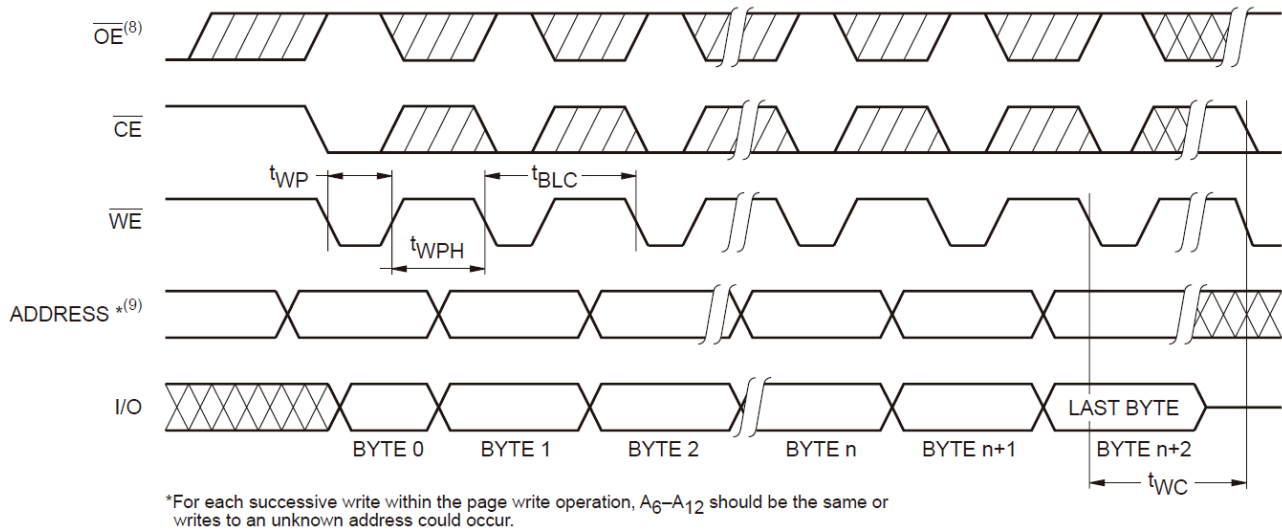 OE(8)
CE
tWP
tBLC
WE
tWPH
ADDRESS *(9)
I/O
LAST BYTE
BYTE 0 BYTE 1 BYTE 2 BYTE n BYTE n+1 BYTE n+2
tWC
*For each successive write within the page write operation, A6–A12 should be the same or
writes to an unknown address could occur.